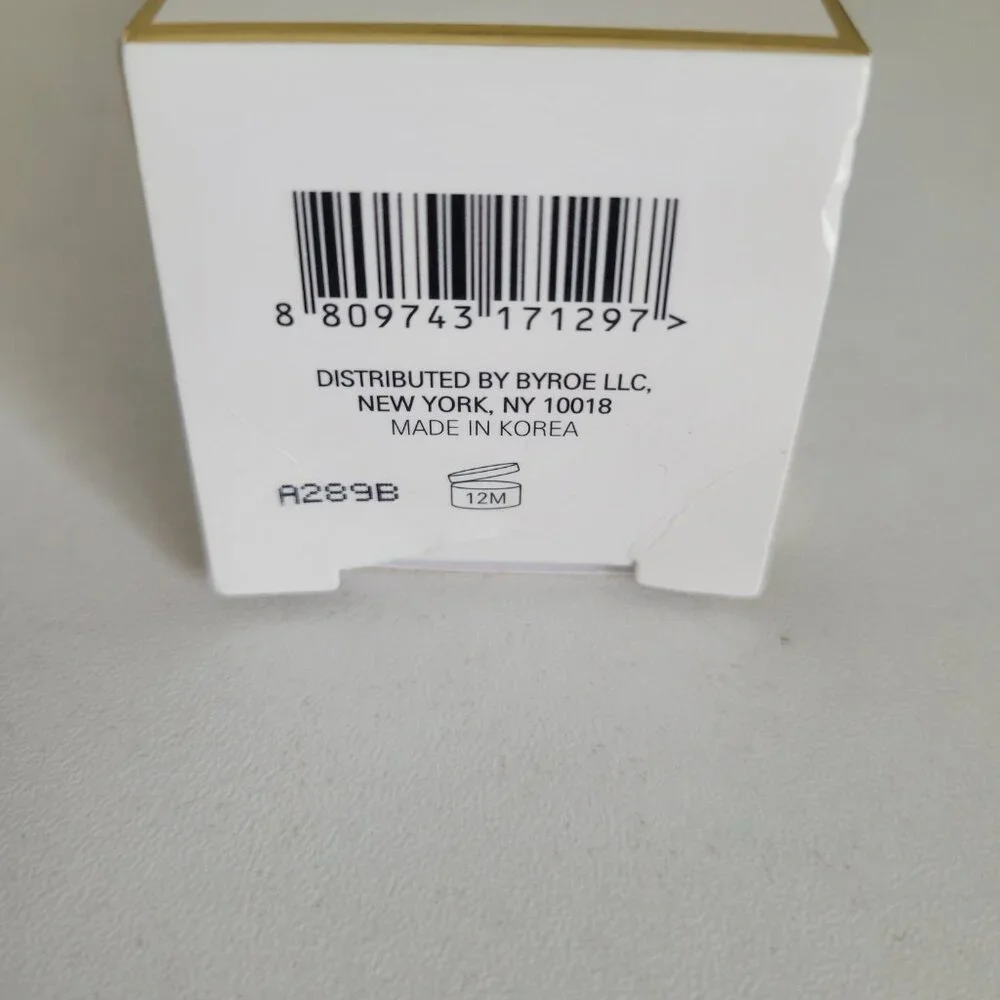 8 809743 171297 >
DISTRIBUTED BY BYROE LLC,
NEW YORK, NY 10018
MADE IN KOREA
A289B 12M